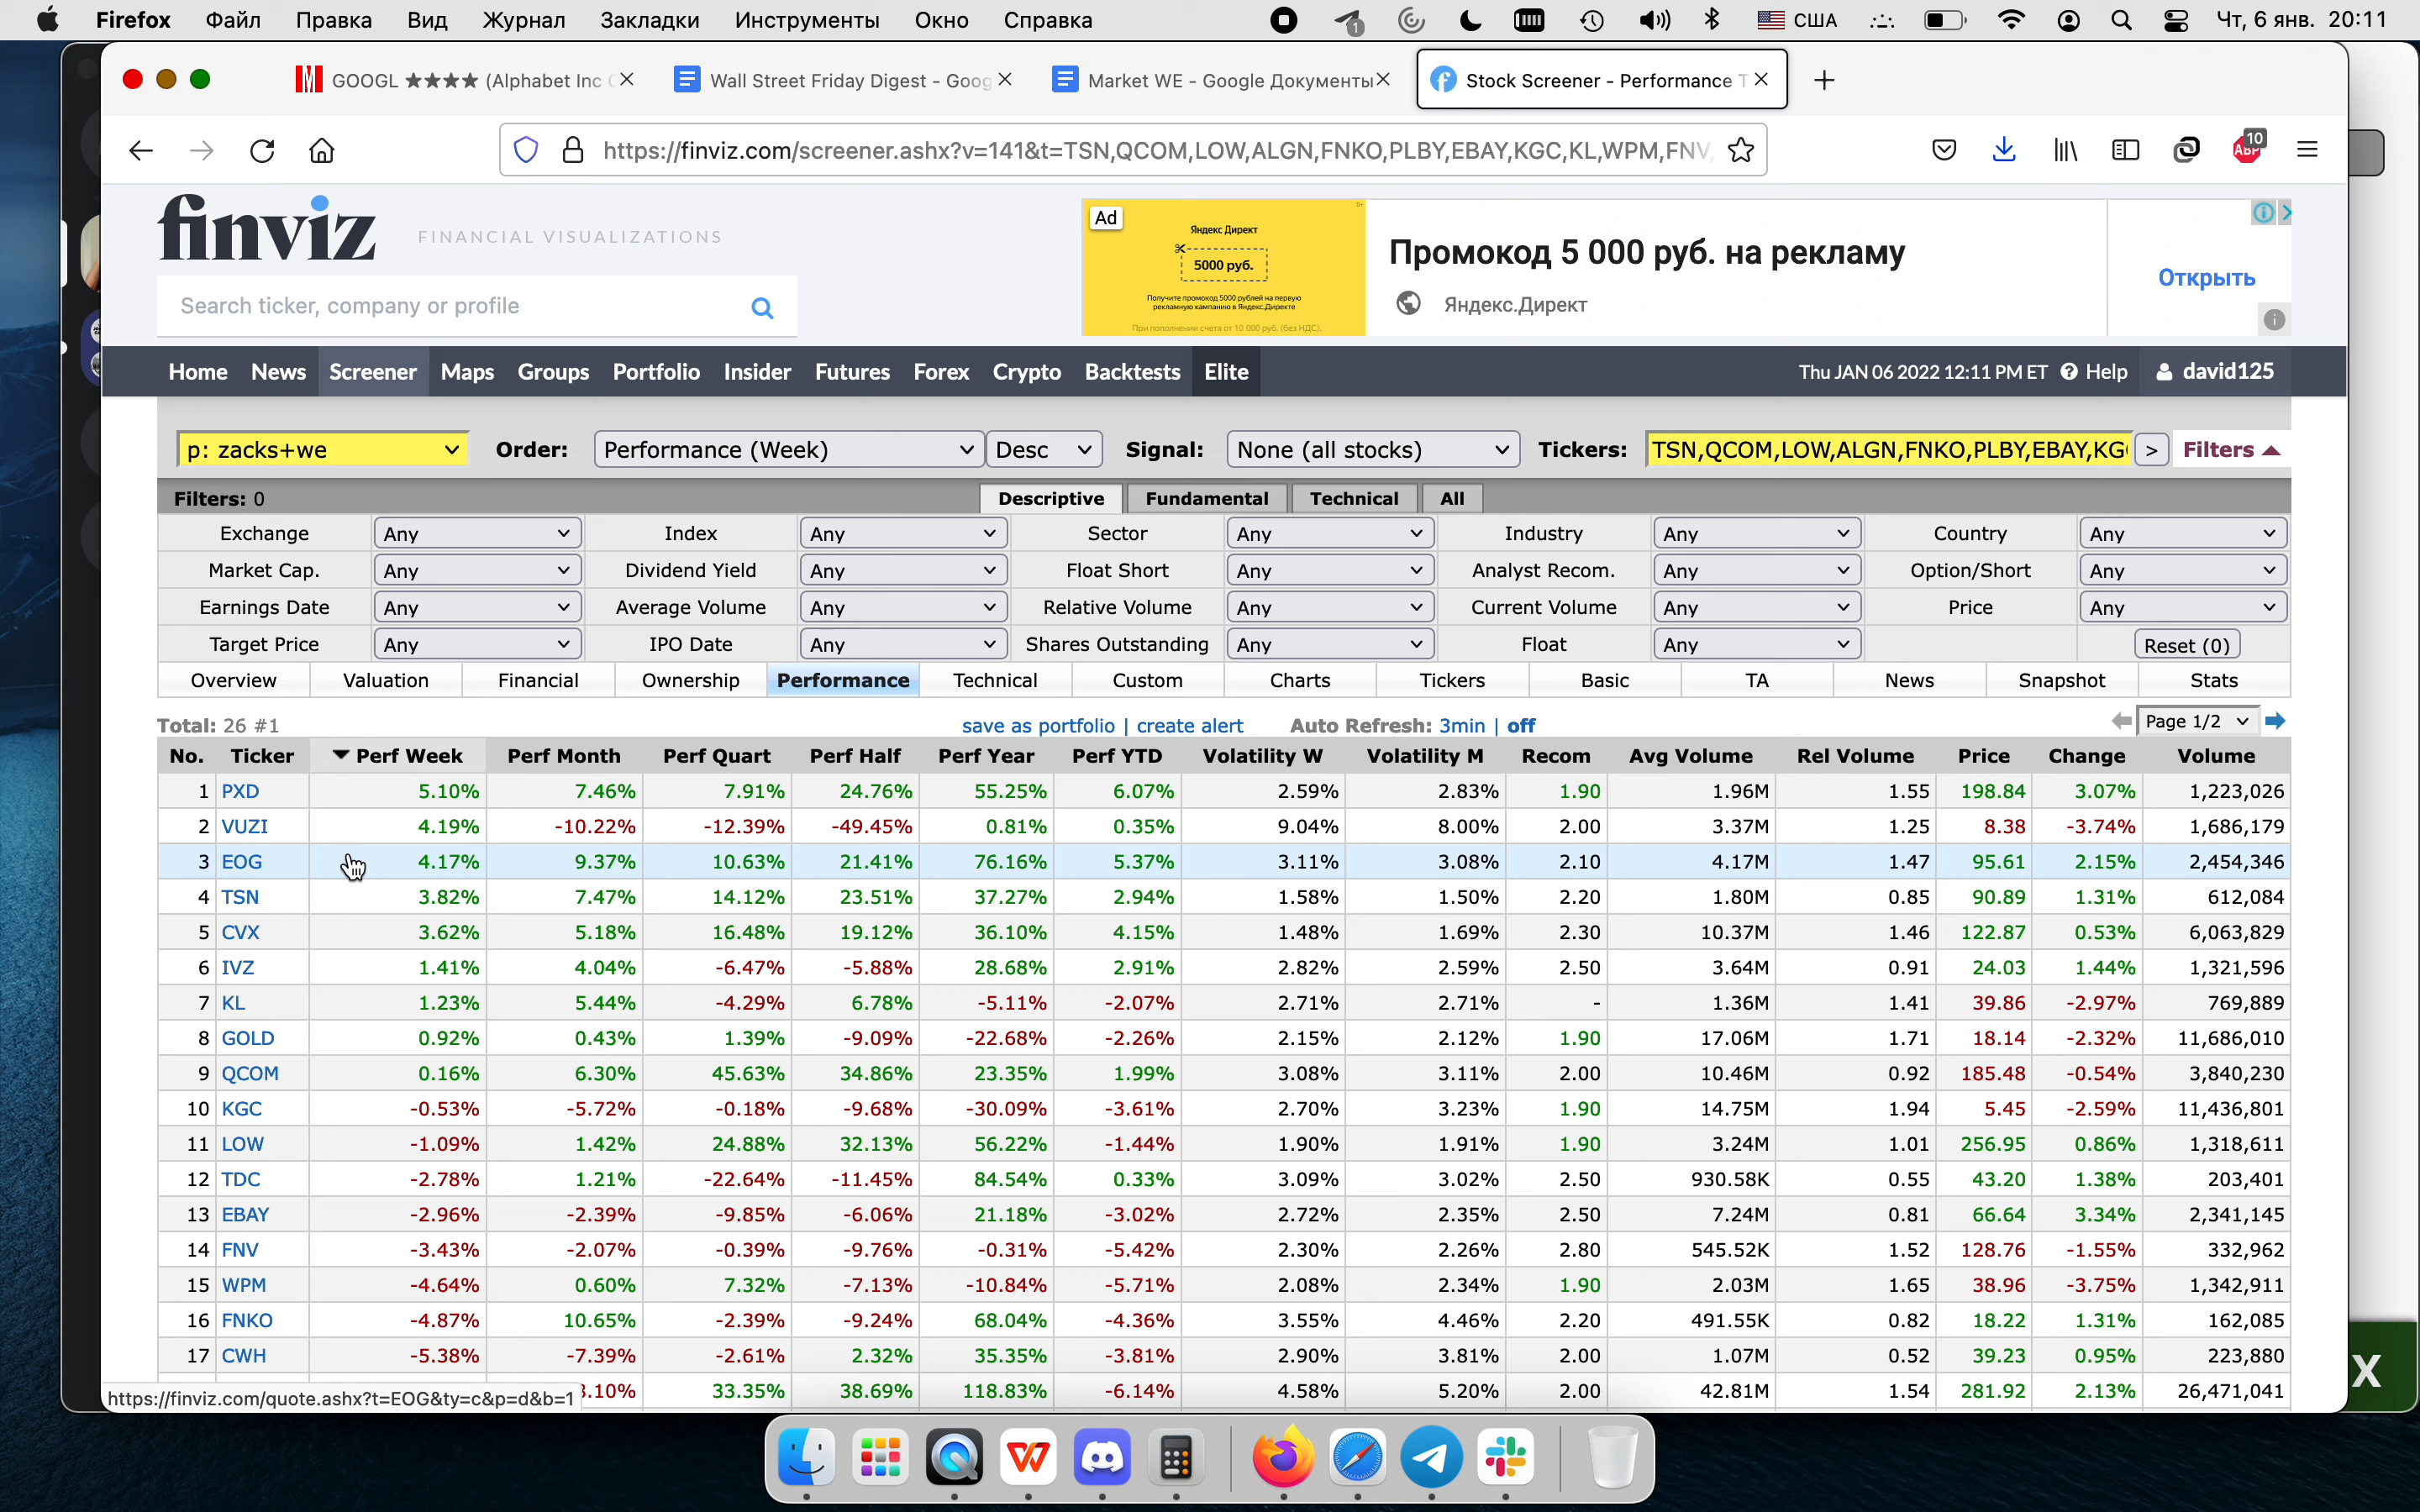 Firefox Файл Правка Вид Журнал Закладки Инструменты Окно Справка 1 США Чт, 6 янв. 20:11
GOOGL ★★★★ (Alphabet Inc Wall Street Friday Digest - Goog Market WE - Google Документы Stock Screener - Performance
https://finviz.com/screener.ashx?v=141&t=TSN,QCOM,LOW,ALGN,FNKO,PLBY,EBAY,KGC,KL,WPM,FNV, ABP 10
finviz FINANCIAL VISUALIZATIONS
Search ticker, company or profile
Ad
Яндекс Директ
5000 руб.
Получите промокод 5000 рублей на первую
рекламную кампанию в Яндекс.Директе
При пополнении счета от 10 000 руб. (без НДС).
Промокод 5 000 руб. на рекламу
Яндекс.Директ
Открыть
Home News Screener Maps Groups Portfolio Insider Futures Forex Crypto Backtests Elite Thu JAN 06 2022 12:11 PM ET Help david125
p: zacks+we Order: Performance (Week) Desc Signal: None (all stocks) Tickers: TSN,QCOM,LOW,ALGN,FNKO,PLBY,EBAY,KG > Filters
Filters: 0 Descriptive Fundamental Technical All
Exchange Any Index Any Sector Any Industry Any Country Any
Market Cap. Any Dividend Yield Any Float Short Any Analyst Recom. Any Option/Short Any
Earnings Date Any Average Volume Any Relative Volume Any Current Volume Any Price Any
Target Price Any IPO Date Any Shares Outstanding Any Float Any Reset (0)
Overview Valuation Financial Ownership Performance Technical Custom Charts Tickers Basic TA News Snapshot Stats
Total: 26 #1 save as portfolio | create alert Auto Refresh: 3min | off Page 1/2
No. Ticker Perf Week Perf Month Perf Quart Perf Half Perf Year Perf YTD Volatility W Volatility M Recom Avg Volume Rel Volume Price Change Volume
1 PXD 5.10% 7.46% 7.91% 24.76% 55.25% 6.07% 2.59% 2.83% 1.90 1.96M 1.55 198.84 3.07% 1,223,026
2 VUZI 4.19% -10.22% -12.39% -49.45% 0.81% 0.35% 9.04% 8.00% 2.00 3.37M 1.25 8.38 -3.74% 1,686,179
3 EOG 4.17% 9.37% 10.63% 21.41% 76.16% 5.37% 3.11% 3.08% 2.10 4.17M 1.47 95.61 2.15% 2,454,346
4 TSN 3.82% 7.47% 14.12% 23.51% 37.27% 2.94% 1.58% 1.50% 2.20 1.80M 0.85 90.89 1.31% 612,084
5 CVX 3.62% 5.18% 16.48% 19.12% 36.10% 4.15% 1.48% 1.69% 2.30 10.37M 1.46 122.87 0.53% 6,063,829
6 IVZ 1.41% 4.04% -6.47% -5.88% 28.68% 2.91% 2.82% 2.59% 2.50 3.64M 0.91 24.03 1.44% 1,321,596
7 KL 1.23% 5.44% -4.29% 6.78% -5.11% -2.07% 2.71% 2.71% - 1.36M 1.41 39.86 -2.97% 769,889
8 GOLD 0.92% 0.43% 1.39% -9.09% -22.68% -2.26% 2.15% 2.12% 1.90 17.06M 1.71 18.14 -2.32% 11,686,010
9 QCOM 0.16% 6.30% 45.63% 34.86% 23.35% 1.99% 3.08% 3.11% 2.00 10.46M 0.92 185.48 -0.54% 3,840,230
10 KGC -0.53% -5.72% -0.18% -9.68% -30.09% -3.61% 2.70% 3.23% 1.90 14.75M 1.94 5.45 -2.59% 11,436,801
11 LOW -1.09% 1.42% 24.88% 32.13% 56.22% -1.44% 1.90% 1.91% 1.90 3.24M 1.01 256.95 0.86% 1,318,611
12 TDC -2.78% 1.21% -22.64% -11.45% 84.54% 0.33% 3.09% 3.02% 2.50 930.58K 0.55 43.20 1.38% 203,401
13 EBAY -2.96% -2.39% -9.85% -6.06% 21.18% -3.02% 2.72% 2.35% 2.50 7.24M 0.81 66.64 3.34% 2,341,145
14 FNV -3.43% -2.07% -0.39% -9.76% -0.31% -5.42% 2.30% 2.26% 2.80 545.52K 1.52 128.76 -1.55% 332,962
15 WPM -4.64% 0.60% 7.32% -7.13% -10.84% -5.71% 2.08% 2.34% 1.90 2.03M 1.65 38.96 -3.75% 1,342,911
16 FNKO -4.87% 10.65% -2.39% -9.24% 68.04% -4.36% 3.55% 4.46% 2.20 491.55K 0.82 18.22 1.31% 162,085
17 CWH -5.38% -7.39% -2.61% 2.32% 35.35% -3.81% 2.90% 3.81% 2.00 1.07M 0.52 39.23 0.95% 223,880
https://finviz.com/quote.ashx?t=EOG&ty=c&p=d&b=1 .10% 33.35% 38.69% 118.83% -6.14% 4.58% 5.20% 2.00 42.81M 1.54 281.92 2.13% 26,471,041
X